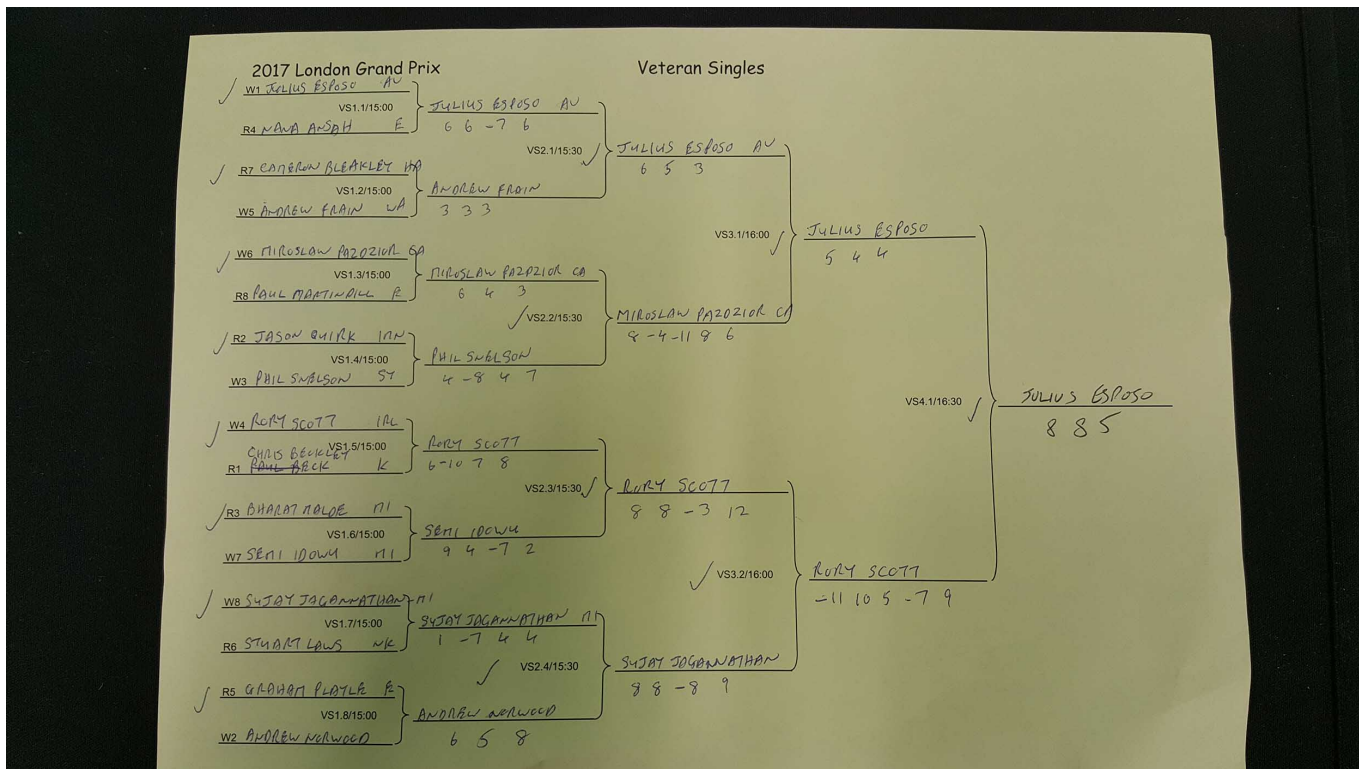 2017 London Grand Prix
Veteran Singles
W1 JULIUS ESPOSO AV
VS1.1/15:00
R4 NANA ANSAH E
JULIUS ESPOSO AV
6 6 -7 6
VS2.1/15:30
R7 CAMERON BLEAKLEY HA
VS1.2/15:00
W5 ANDREW FRAIN WA
ANDREW FRAIN
3 3 3
JULIUS ESPOSO AV
6 5 3
VS3.1/16:00
W6 MIROSLAW PAZDZIOR CA
VS1.3/15:00
R8 PAUL MARTINDILL E
MIROSLAW PAZDZIOR CA
6 4 3
VS2.2/15:30
R2 JASON QUIRK IMN
VS1.4/15:00
W3 PHIL SNELSON ST
PHIL SNELSON
4 -8 4 7
MIROSLAW PAZDZIOR CA
8 -4 -11 8 6
JULIUS ESPOSO
5 4 4
VS4.1/16:30
W4 RORY SCOTT IRL
CHRIS BECKLEY
VS1.5/15:00
R1 PAUL BECK K
RORY SCOTT
6 -10 7 8
VS2.3/15:30
R3 BHARAT MALDE MI
VS1.6/15:00
W7 SEMI IDOWU MI
SEMI IDOWU
9 4 -7 2
RORY SCOTT
8 8 -3 12
VS3.2/16:00
W8 SUJAY JAGANNATHAN MI
VS1.7/15:00
R6 STUART LAWS NK
SUJAY JAGANNATHAN MI
1 -7 4 4
VS2.4/15:30
R5 GRAHAM PLAYLE E
VS1.8/15:00
W2 ANDREW NORWOOD
ANDREW NORWOOD
6 5 8
SUJAY JAGANNATHAN
8 8 -8 9
RORY SCOTT
-11 10 5 -7 9
JULIUS ESPOSO
8 8 5